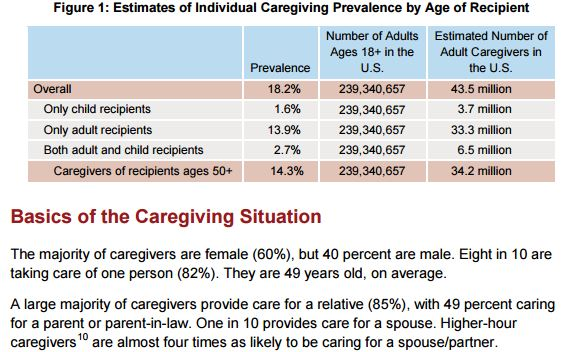 Figure 1: Estimates of Individual Caregiving Prevalence by Age of Recipient
Prevalence Number of Adults Ages 18+ in the U.S. Estimated Number of Adult Caregivers in the U.S.
Overall 18.2% 239,340,657 43.5 million
Only child recipients 1.6% 239,340,657 3.7 million
Only adult recipients 13.9% 239,340,657 33.3 million
Both adult and child recipients 2.7% 239,340,657 6.5 million
Caregivers of recipients ages 50+ 14.3% 239,340,657 34.2 million
Basics of the Caregiving Situation
The majority of caregivers are female (60%), but 40 percent are male. Eight in 10 are
taking care of one person (82%). They are 49 years old, on average.
A large majority of caregivers provide care for a relative (85%), with 49 percent caring
for a parent or parent-in-law. One in 10 provides care for a spouse. Higher-hour
caregivers10 are almost four times as likely to be caring for a spouse/partner.